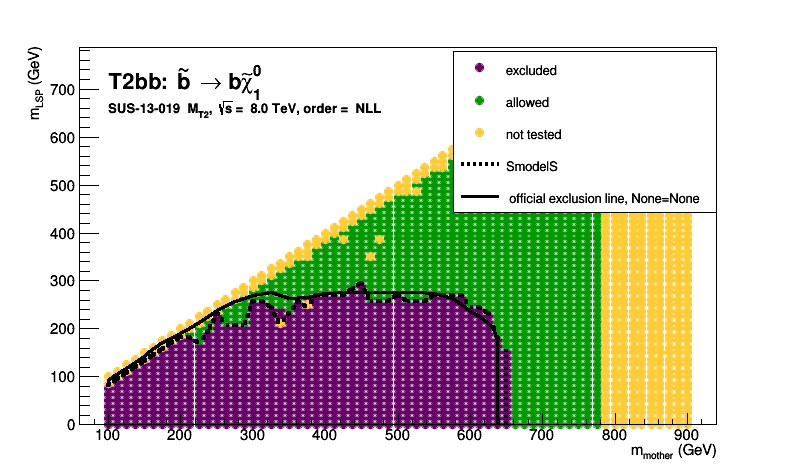 T2bb: b̃ → bχ̃⁰₁
SUS-13-019 M_T2, √s = 8.0 TeV, order = NLL
excluded
allowed
not tested
SmodelS
official exclusion line, None=None
m_LSP (GeV)
700
600
500
400
300
200
100
0
100 200 300 400 500 600 700 800 900
m_mother (GeV)